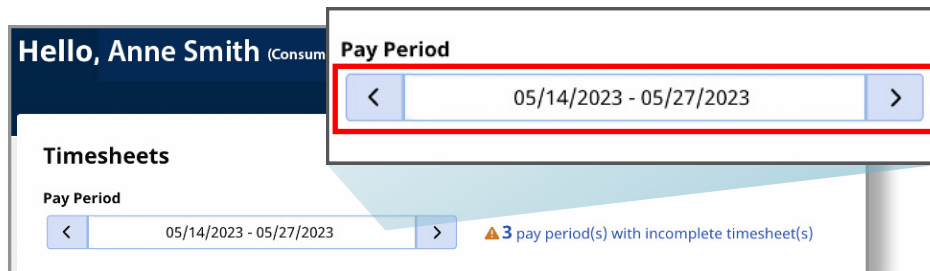 Hello, Anne Smith (Consum
Pay Period
05/14/2023 - 05/27/2023
Timesheets
Pay Period
05/14/2023 - 05/27/2023
3 pay period(s) with incomplete timesheet(s)